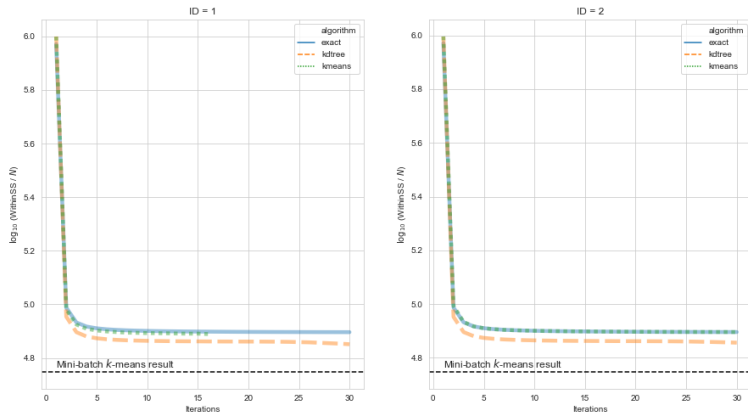 ID = 1
algorithm
exact
kdtree
kmeans
6.0
5.8
5.6
5.4
5.2
5.0
4.8
log10 (WithinSS / N)
Mini-batch k-means result
0 5 10 15 20 25 30
Iterations
ID = 2
algorithm
exact
kdtree
kmeans
6.0
5.8
5.6
5.4
5.2
5.0
4.8
log10 (WithinSS / N)
Mini-batch k-means result
0 5 10 15 20 25 30
Iterations